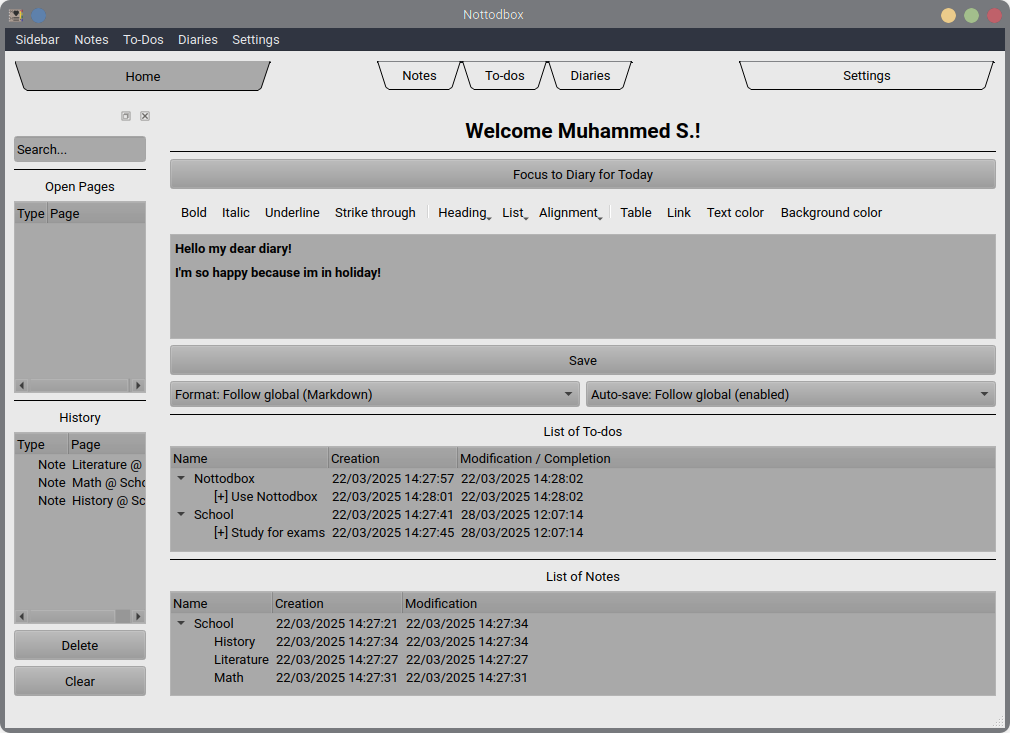 Nottodbox
Sidebar Notes To-Dos Diaries Settings
Home Notes To-dos Diaries Settings
Welcome Muhammed S.!
Search...
Focus to Diary for Today
Open Pages
Type Page
Bold Italic Underline Strike through Heading List Alignment Table Link Text color Background color
Hello my dear diary!
I'm so happy because im in holiday!
Save
Format: Follow global (Markdown) Auto-save: Follow global (enabled)
History
Type Page
Note Literature @
Note Math @ Scho
Note History @ Sc
Delete
Clear
List of To-dos
Name Creation Modification / Completion
Nottodbox 22/03/2025 14:27:57 22/03/2025 14:28:02
[+] Use Nottodbox 22/03/2025 14:28:01 22/03/2025 14:28:02
School 22/03/2025 14:27:41 28/03/2025 12:07:14
[+] Study for exams 22/03/2025 14:27:45 28/03/2025 12:07:14
List of Notes
Name Creation Modification
School 22/03/2025 14:27:21 22/03/2025 14:27:34
History 22/03/2025 14:27:34 22/03/2025 14:27:34
Literature 22/03/2025 14:27:27 22/03/2025 14:27:27
Math 22/03/2025 14:27:31 22/03/2025 14:27:31